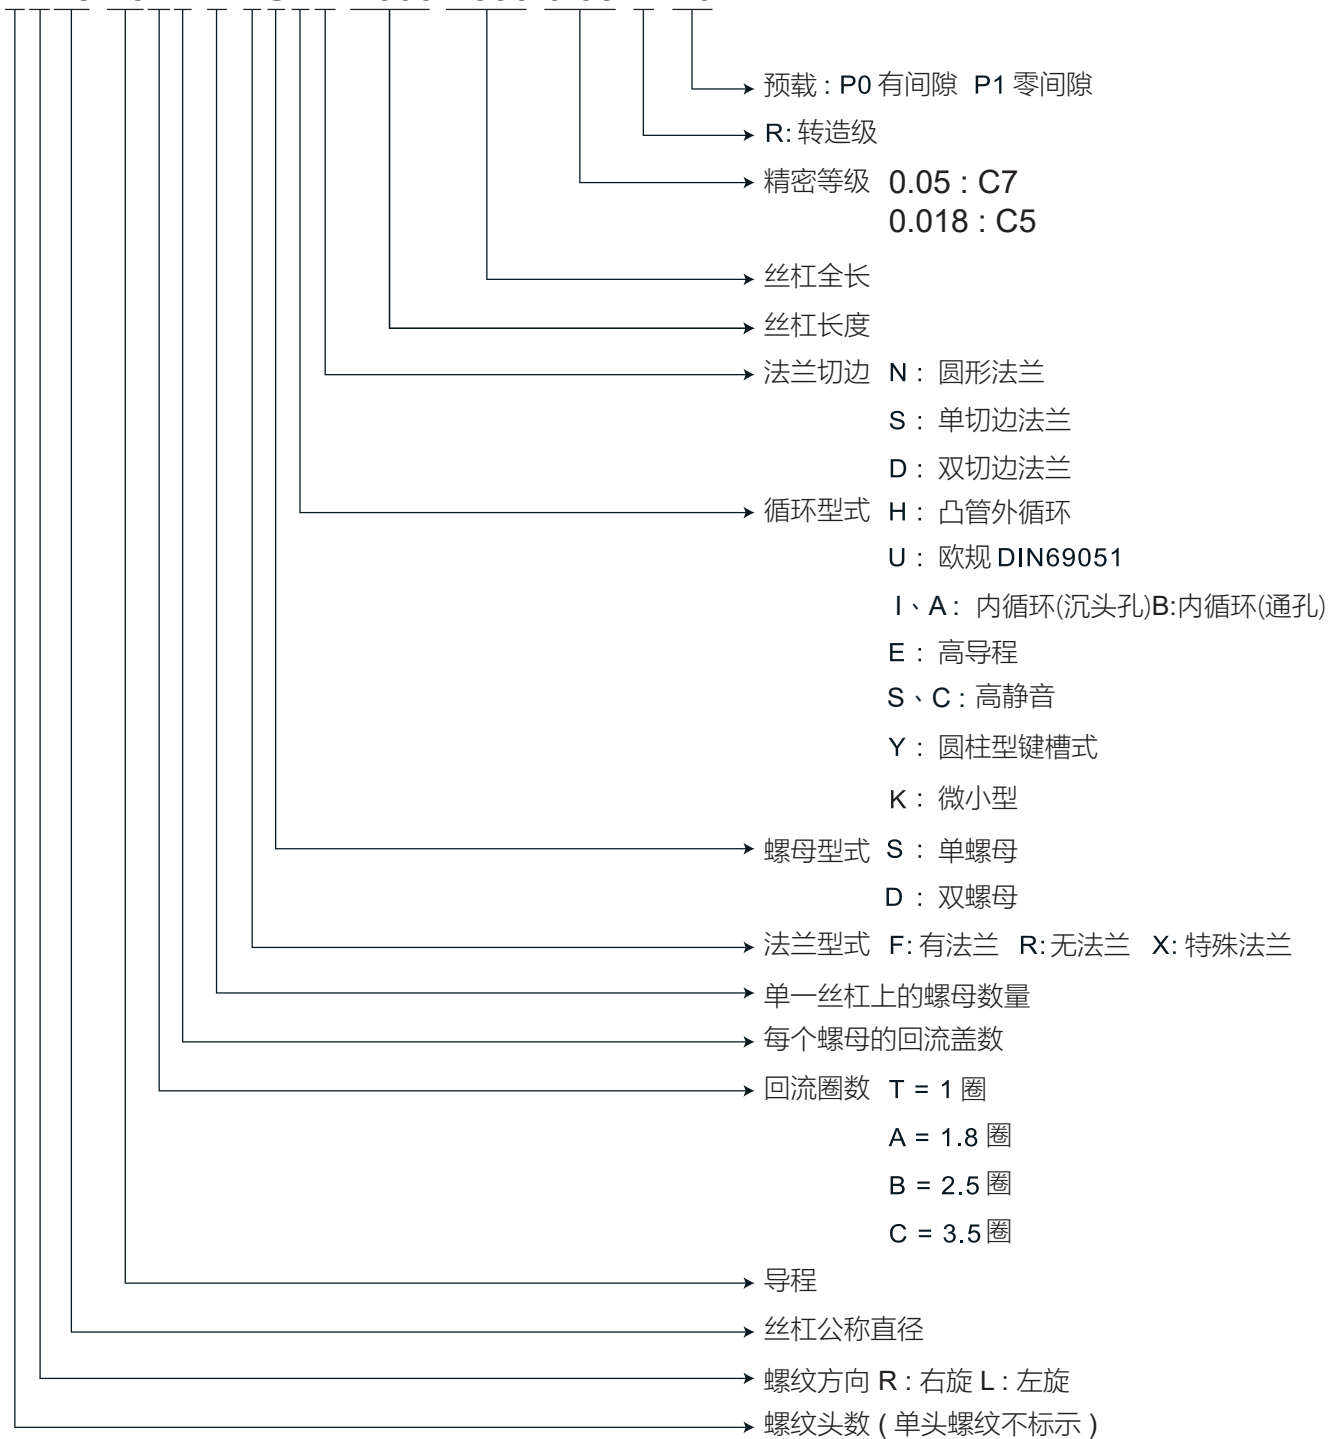 预载 : P0 有间隙 P1 零间隙
R: 转造级
精密等级 0.05 : C7
0.018 : C5
丝杠全长
丝杠长度
法兰切边 N : 圆形法兰
S : 单切边法兰
D : 双切边法兰
循环型式 H : 凸管外循环
U : 欧规 DIN69051
I、A : 内循环(沉头孔)B:内循环(通孔)
E : 高导程
S、C : 高静音
Y : 圆柱型键槽式
K : 微小型
螺母型式 S : 单螺母
D : 双螺母
法兰型式 F: 有法兰 R: 无法兰 X: 特殊法兰
单一丝杠上的螺母数量
每个螺母的回流盖数
回流圈数 T = 1 圈
A = 1.8 圈
B = 2.5 圈
C = 3.5 圈
导程
丝杠公称直径
螺纹方向 R : 右旋 L : 左旋
螺纹头数 ( 单头螺纹不标示 )